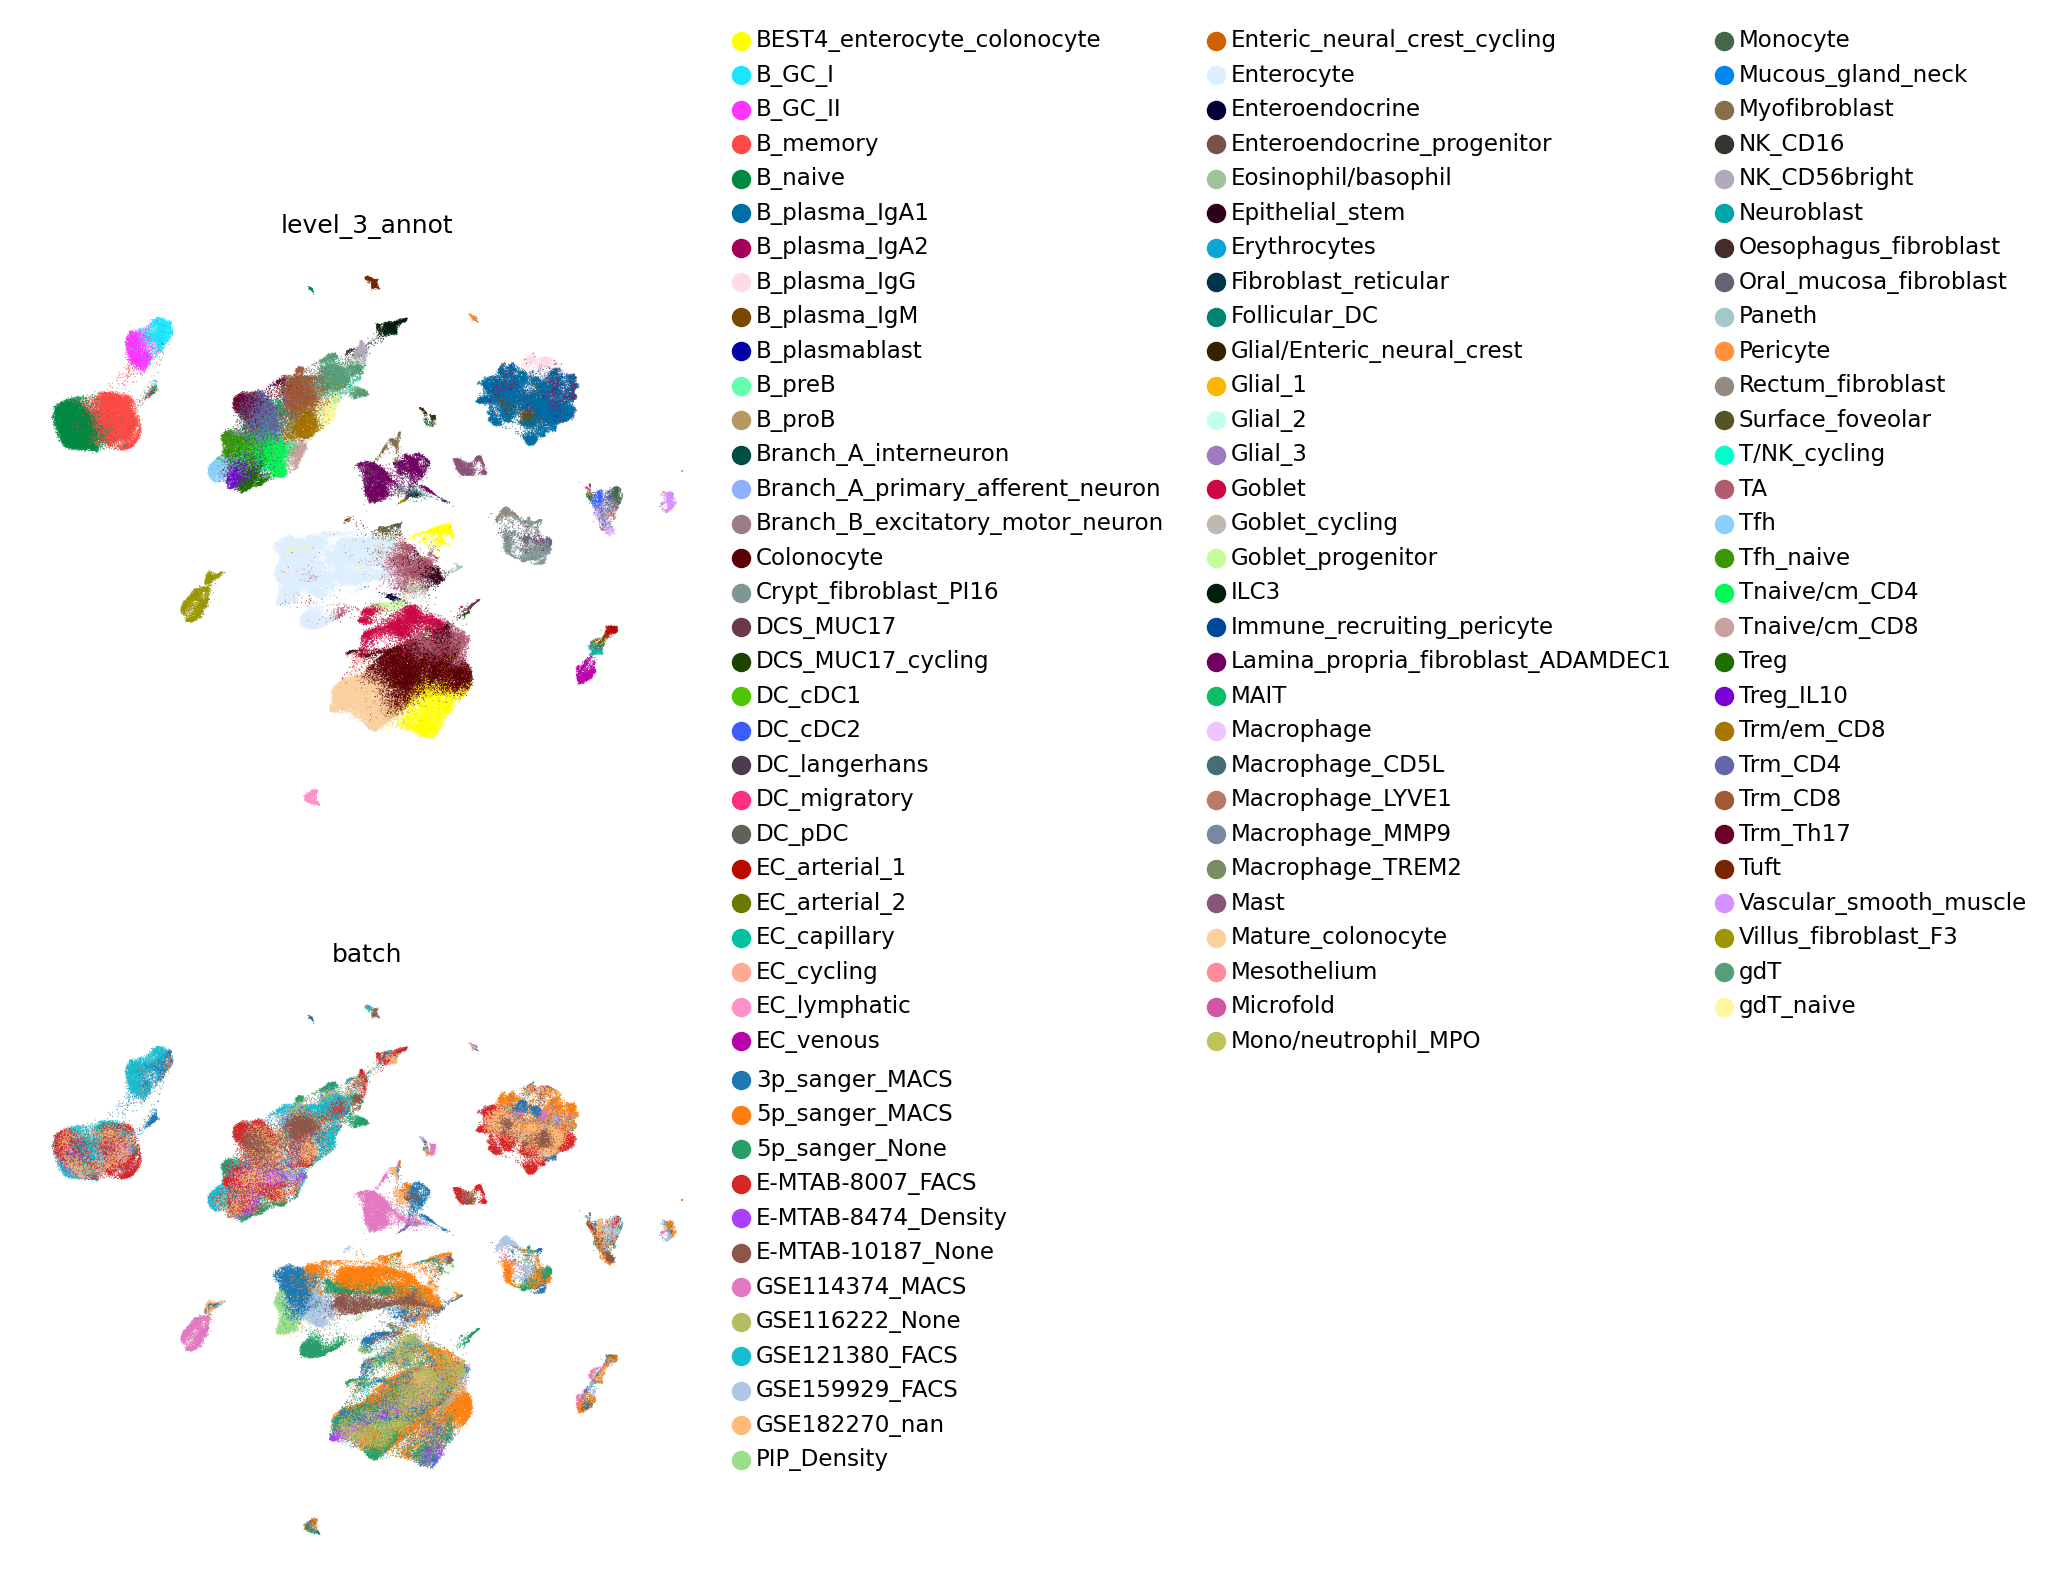 level_3_annot
BEST4_enterocyte_colonocyte
B_GC_I
B_GC_II
B_memory
B_naive
B_plasma_IgA1
B_plasma_IgA2
B_plasma_IgG
B_plasma_IgM
B_plasmablast
B_preB
B_proB
Branch_A_interneuron
Branch_A_primary_afferent_neuron
Branch_B_excitatory_motor_neuron
Colonocyte
Crypt_fibroblast_PI16
DCS_MUC17
DCS_MUC17_cycling
DC_cDC1
DC_cDC2
DC_langerhans
DC_migratory
DC_pDC
EC_arterial_1
EC_arterial_2
EC_capillary
EC_cycling
EC_lymphatic
EC_venous
Enteric_neural_crest_cycling
Enterocyte
Enteroendocrine
Enteroendocrine_progenitor
Eosinophil/basophil
Epithelial_stem
Erythrocytes
Fibroblast_reticular
Follicular_DC
Glial/Enteric_neural_crest
Glial_1
Glial_2
Glial_3
Goblet
Goblet_cycling
Goblet_progenitor
ILC3
Immune_recruiting_pericyte
Lamina_propria_fibroblast_ADAMDEC1
MAIT
Macrophage
Macrophage_CD5L
Macrophage_LYVE1
Macrophage_MMP9
Macrophage_TREM2
Mast
Mature_colonocyte
Mesothelium
Microfold
Mono/neutrophil_MPO
Monocyte
Mucous_gland_neck
Myofibroblast
NK_CD16
NK_CD56bright
Neuroblast
Oesophagus_fibroblast
Oral_mucosa_fibroblast
Paneth
Pericyte
Rectum_fibroblast
Surface_foveolar
T/NK_cycling
TA
Tfh
Tfh_naive
Tnaive/cm_CD4
Tnaive/cm_CD8
Treg
Treg_IL10
Trm/em_CD8
Trm_CD4
Trm_CD8
Trm_Th17
Tuft
Vascular_smooth_muscle
Villus_fibroblast_F3
gdT
gdT_naive
batch
3p_sanger_MACS
5p_sanger_MACS
5p_sanger_None
E-MTAB-8007_FACS
E-MTAB-8474_Density
E-MTAB-10187_None
GSE114374_MACS
GSE116222_None
GSE121380_FACS
GSE159929_FACS
GSE182270_nan
PIP_Density